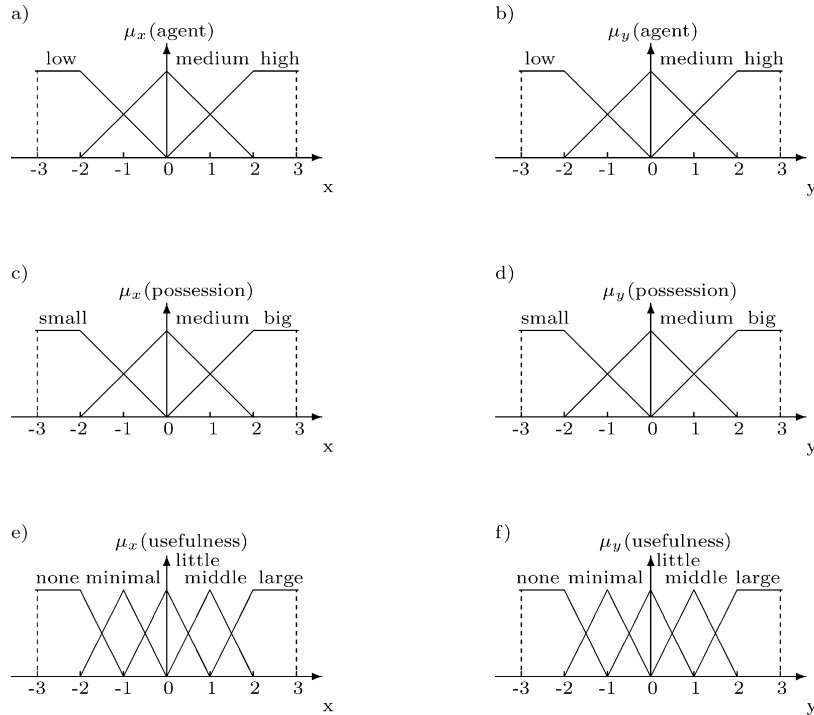 a) b)
μx(agent) μy(agent)
low medium high low medium high
-3 -2 -1 0 1 2 3 -3 -2 -1 0 1 2 3
x y
c) d)
μx(possession) μy(possession)
small medium big small medium big
-3 -2 -1 0 1 2 3 -3 -2 -1 0 1 2 3
x y
e) f)
μx(usefulness) μy(usefulness)
little little
none minimal middle large none minimal middle large
-3 -2 -1 0 1 2 3 -3 -2 -1 0 1 2 3
x y